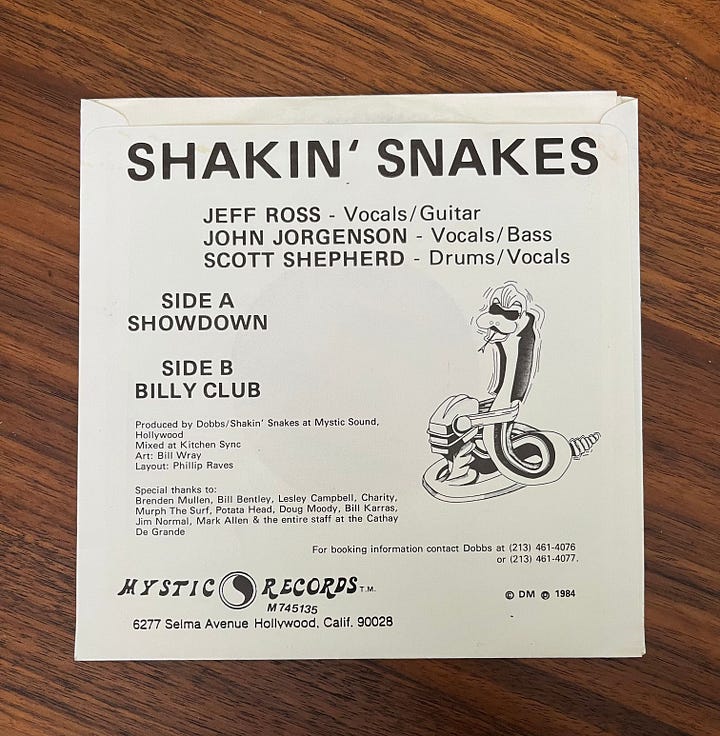 SHAKIN' SNAKES
JEFF ROSS - Vocals/Guitar
JOHN JORGENSON - Vocals/Bass
SCOTT SHEPHERD - Drums/Vocals
SIDE A
SHOWDOWN
SIDE B
BILLY CLUB
Produced by Dobbs/Shakin' Snakes at Mystic Sound,
Hollywood
Mixed at Kitchen Sync
Art: Bill Wray
Layout: Phillip Raves
Special thanks to:
Brenden Mullen, Bill Bentley, Lesley Campbell, Charity,
Murph The Surf, Potata Head, Doug Moody, Bill Karras,
Jim Normal, Mark Allen & the entire staff at the Cathay
De Grande
For booking information contact Dobbs at (213) 461-4076
or (213) 461-4077.
MYSTIC RECORDS T.M.
M745135
6277 Selma Avenue Hollywood, Calif. 90028
© DM ℗ 1984